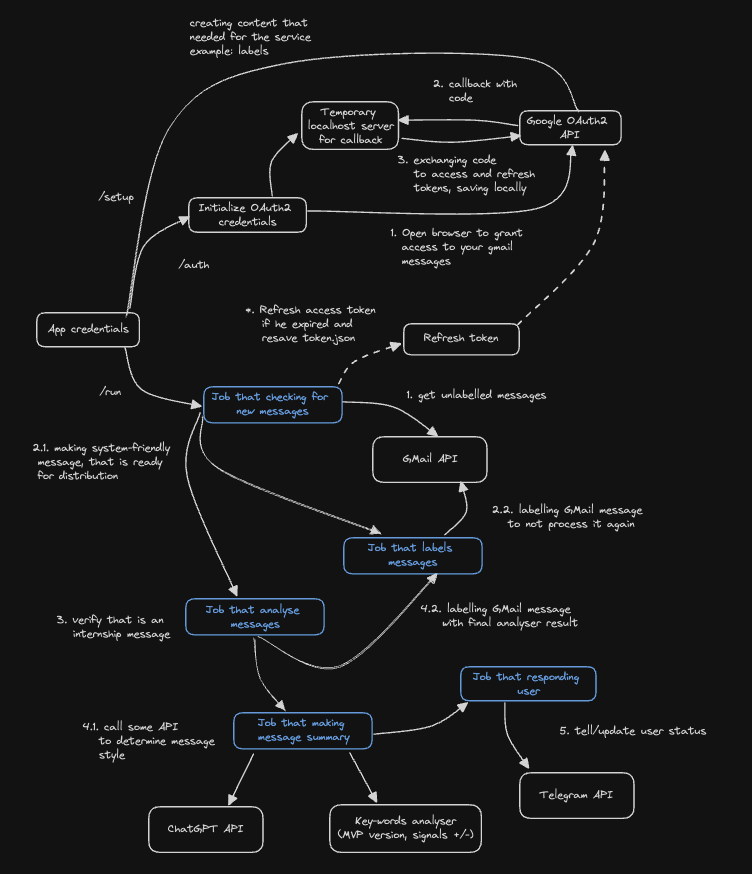 creating content that
needed for the service
example: labels
2. callback with
code
Temporary
localhost server
for callback
Google OAuth2
API
3. exchanging code
to access and refresh
tokens, saving locally
/setup
Initialize OAuth2
credentials
1. Open browser to grant
access to your gmail
messages
/auth
App credentials
*. Refresh access token
if he expired and
resave token.json
Refresh token
/run
Job that checking for
new messages
1. get unlabelled messages
2.1. making system-friendly
message, that is ready
for distribution
GMail API
2.2. labelling GMail message
to not process it again
Job that labels
messages
Job that analyse
messages
3. verify that is an
internship message
4.2. labelling GMail message
with final analyser result
Job that responding
user
4.1. call some API
to determine message
style
Job that making
message summary
5. tell/update user status
Telegram API
ChatGPT API
Key-words analyser
(MVP version, signals +/-)